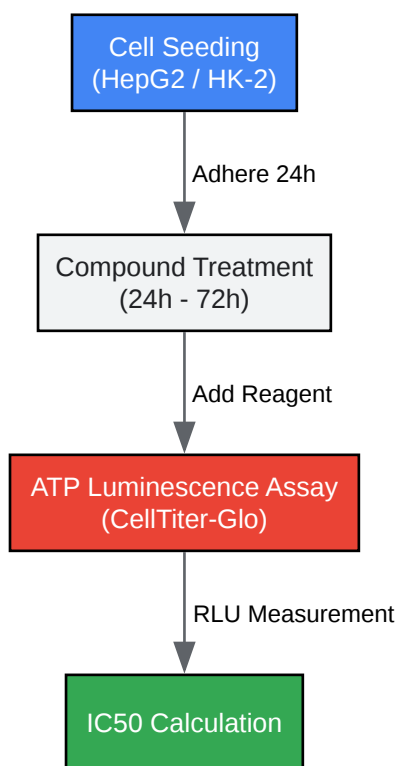 Cell Seeding
(HepG2 / HK-2)
Adhere 24h
Compound Treatment
(24h - 72h)
Add Reagent
ATP Luminescence Assay
(CellTiter-Glo)
RLU Measurement
IC50 Calculation